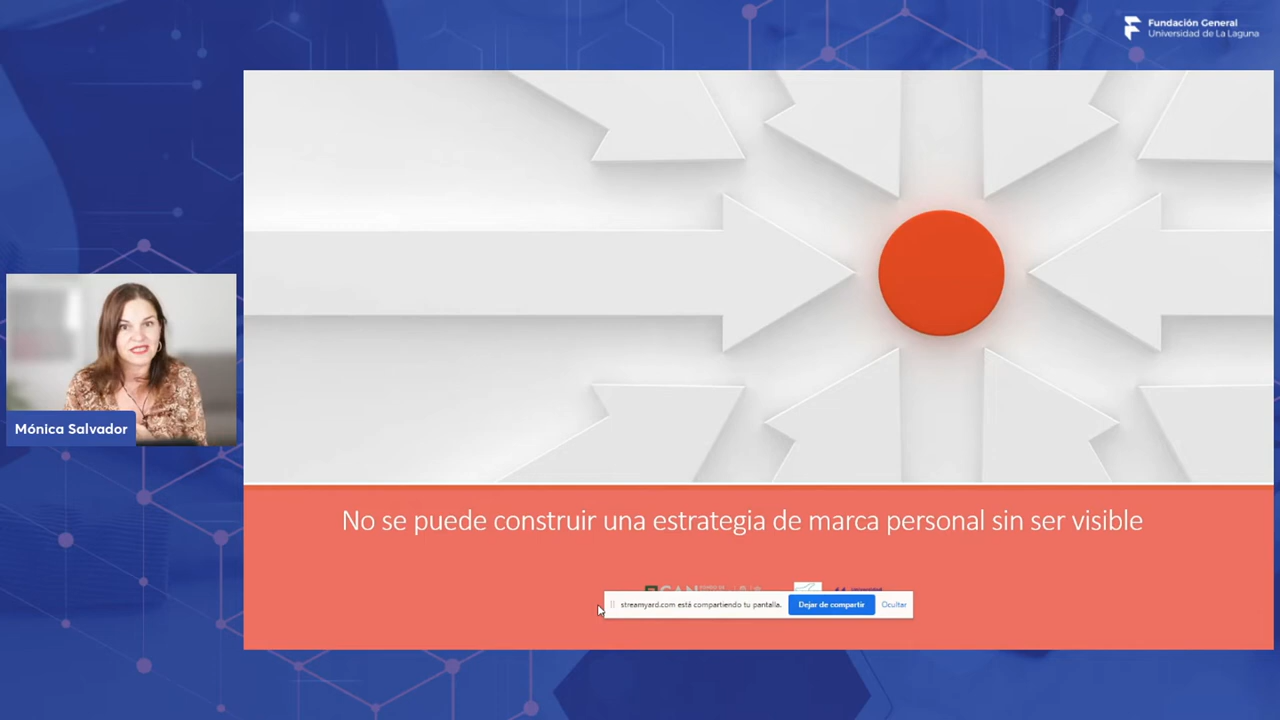 Fundación General
Universidad de La Laguna
Mónica Salvador
No se puede construir una estrategia de marca personal sin ser visible
streamyard.com está compartiendo tu pantalla.
Dejar de compartir
Ocultar